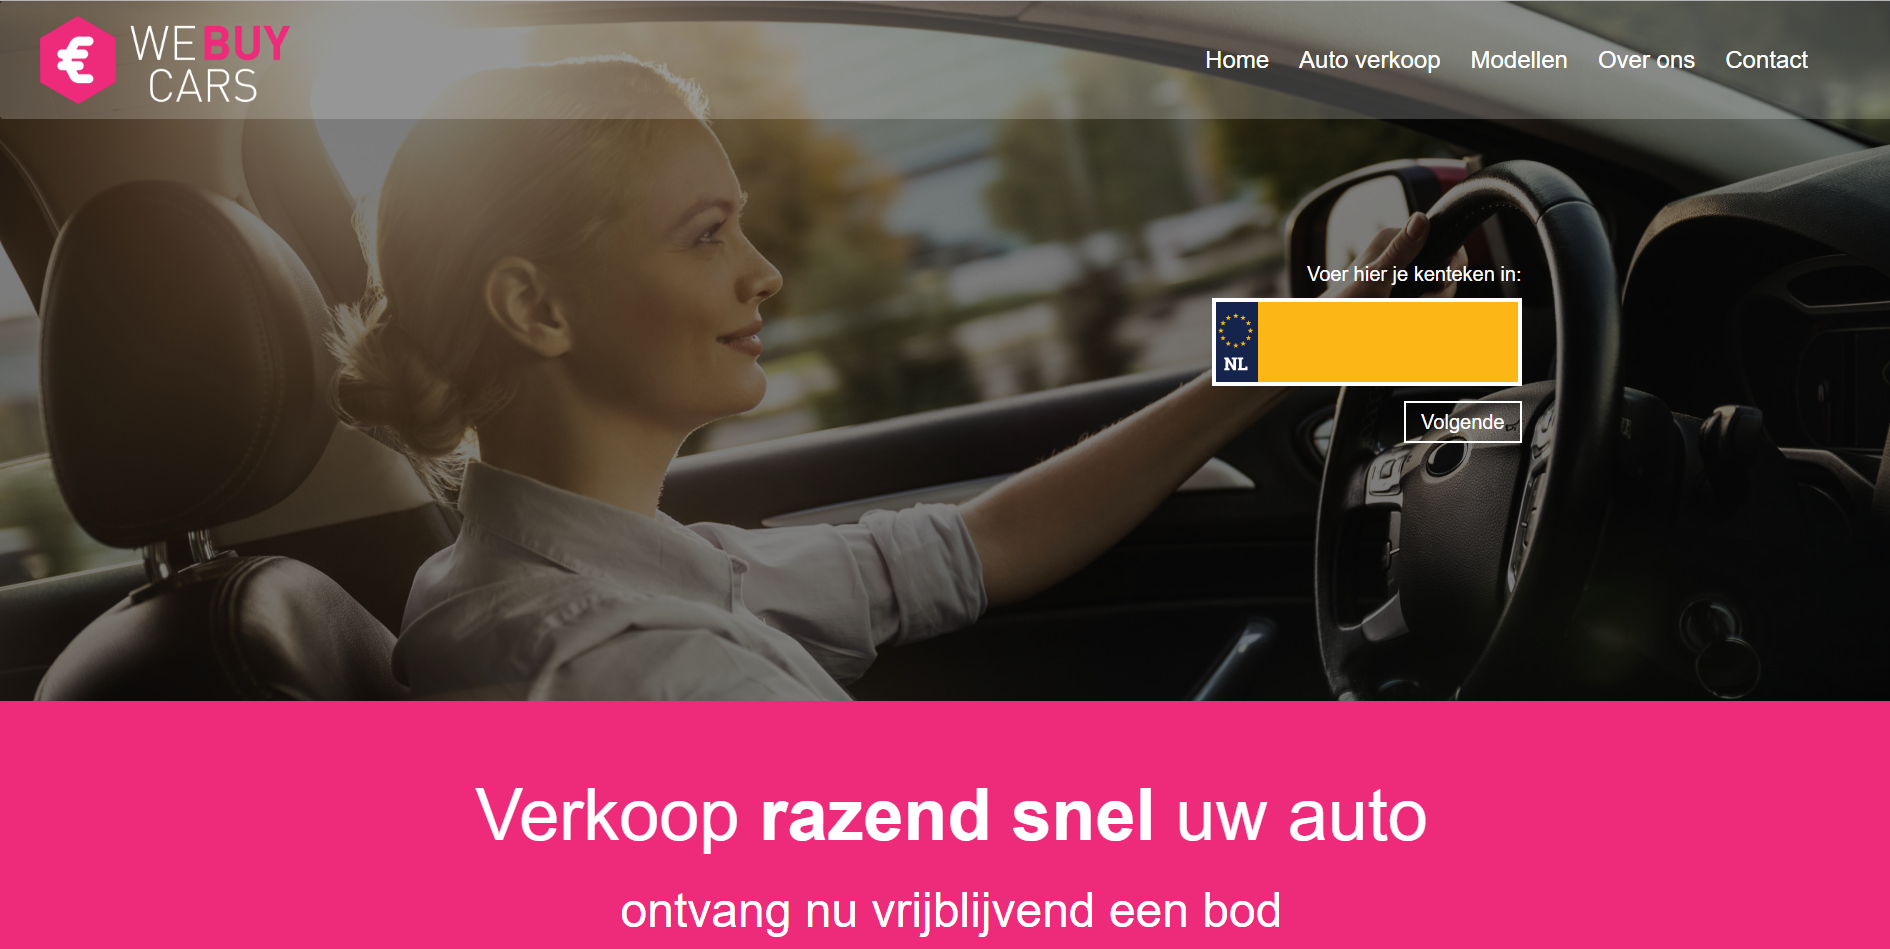 WE BUY
CARS
Home Auto verkoop Modellen Over ons Contact
Voer hier je kenteken in:
NL
Volgende
Verkoop razend snel uw auto
ontvang nu vrijblijvend een bod